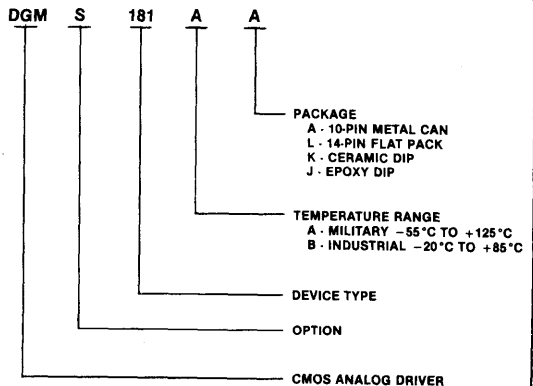 DGM S 181 A A
PACKAGE
A - 10-PIN METAL CAN
L - 14-PIN FLAT PACK
K - CERAMIC DIP
J - EPOXY DIP
TEMPERATURE RANGE
A - MILITARY −55°C TO +125°C
B - INDUSTRIAL −20°C TO +85°C
DEVICE TYPE
OPTION
CMOS ANALOG DRIVER